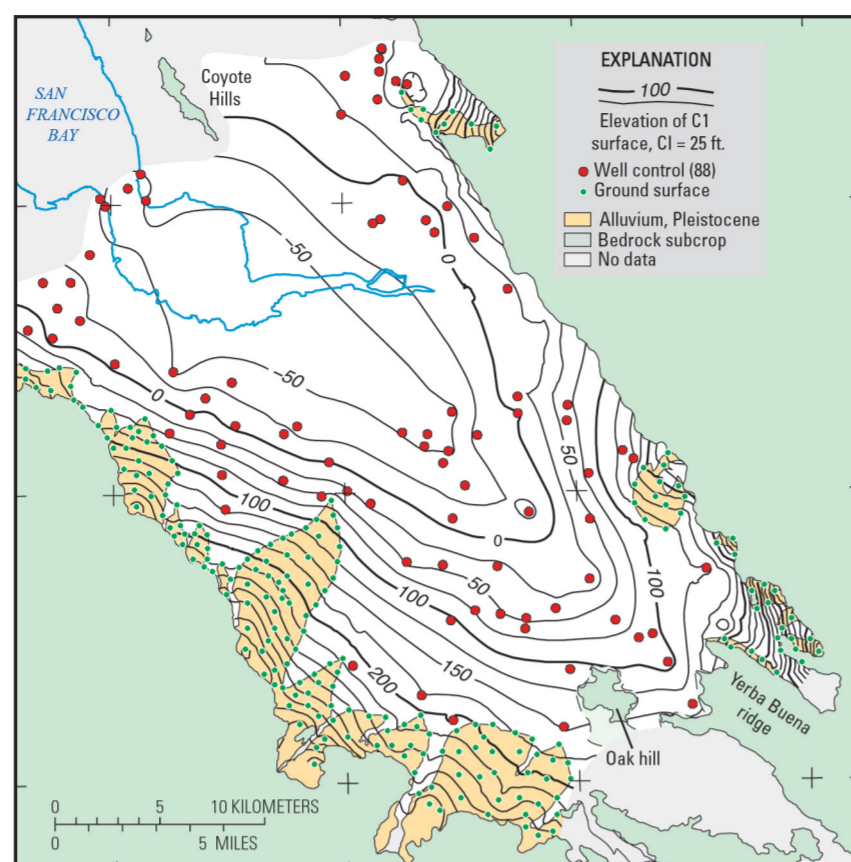 SAN
FRANCISCO
BAY
Coyote
Hills
EXPLANATION
100
Elevation of C1
surface, CI = 25 ft.
Well control (88)
Ground surface
Alluvium, Pleistocene
Bedrock subcrop
No data
–50
0
–50
0
50
100
0
100
50
100
150
200
Yerba Buena
ridge
Oak hill
0 5 10 KILOMETERS
0 5 MILES